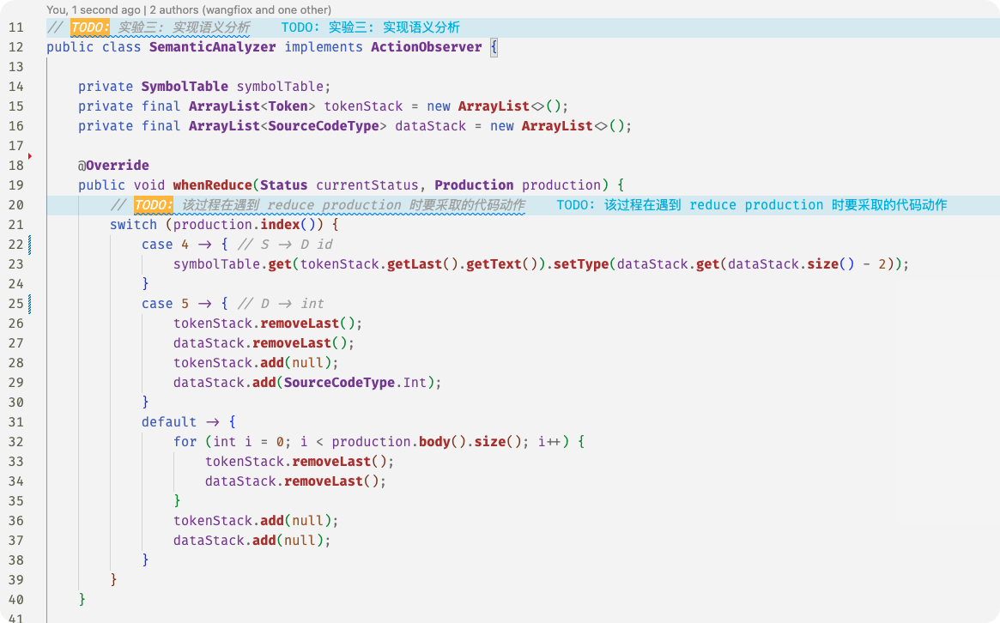 You, 1 second ago | 2 authors (wangfiox and one other)
11 // TODO: 实验三: 实现语义分析 TODO: 实验三: 实现语义分析
12 public class SemanticAnalyzer implements ActionObserver {
13
14 private SymbolTable symbolTable;
15 private final ArrayList<Token> tokenStack = new ArrayList<>();
16 private final ArrayList<SourceCodeType> dataStack = new ArrayList<>();
17
18 @Override
19 public void whenReduce(Status currentStatus, Production production) {
20 // TODO: 该过程在遇到 reduce production 时要采取的代码动作 TODO: 该过程在遇到 reduce production 时要采取的代码动作
21 switch (production.index()) {
22 case 4 -> { // S -> D id
23 symbolTable.get(tokenStack.getLast().getText()).setType(dataStack.get(dataStack.size() - 2));
24 }
25 case 5 -> { // D -> int
26 tokenStack.removeLast();
27 dataStack.removeLast();
28 tokenStack.add(null);
29 dataStack.add(SourceCodeType.Int);
30 }
31 default -> {
32 for (int i = 0; i < production.body().size(); i++) {
33 tokenStack.removeLast();
34 dataStack.removeLast();
35 }
36 tokenStack.add(null);
37 dataStack.add(null);
38 }
39 }
40 }
41